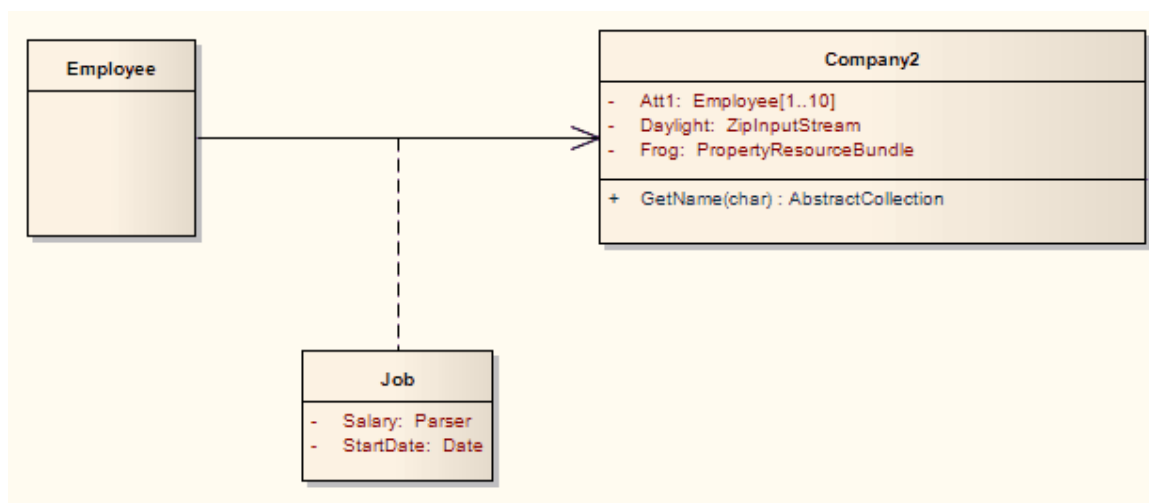 Employee
Company2
- Att1: Employee[1..10]
- Daylight: ZipInputStream
- Frog: PropertyResourceBundle
+ GetName(char) : AbstractCollection
Job
- Salary: Parser
- StartDate: Date